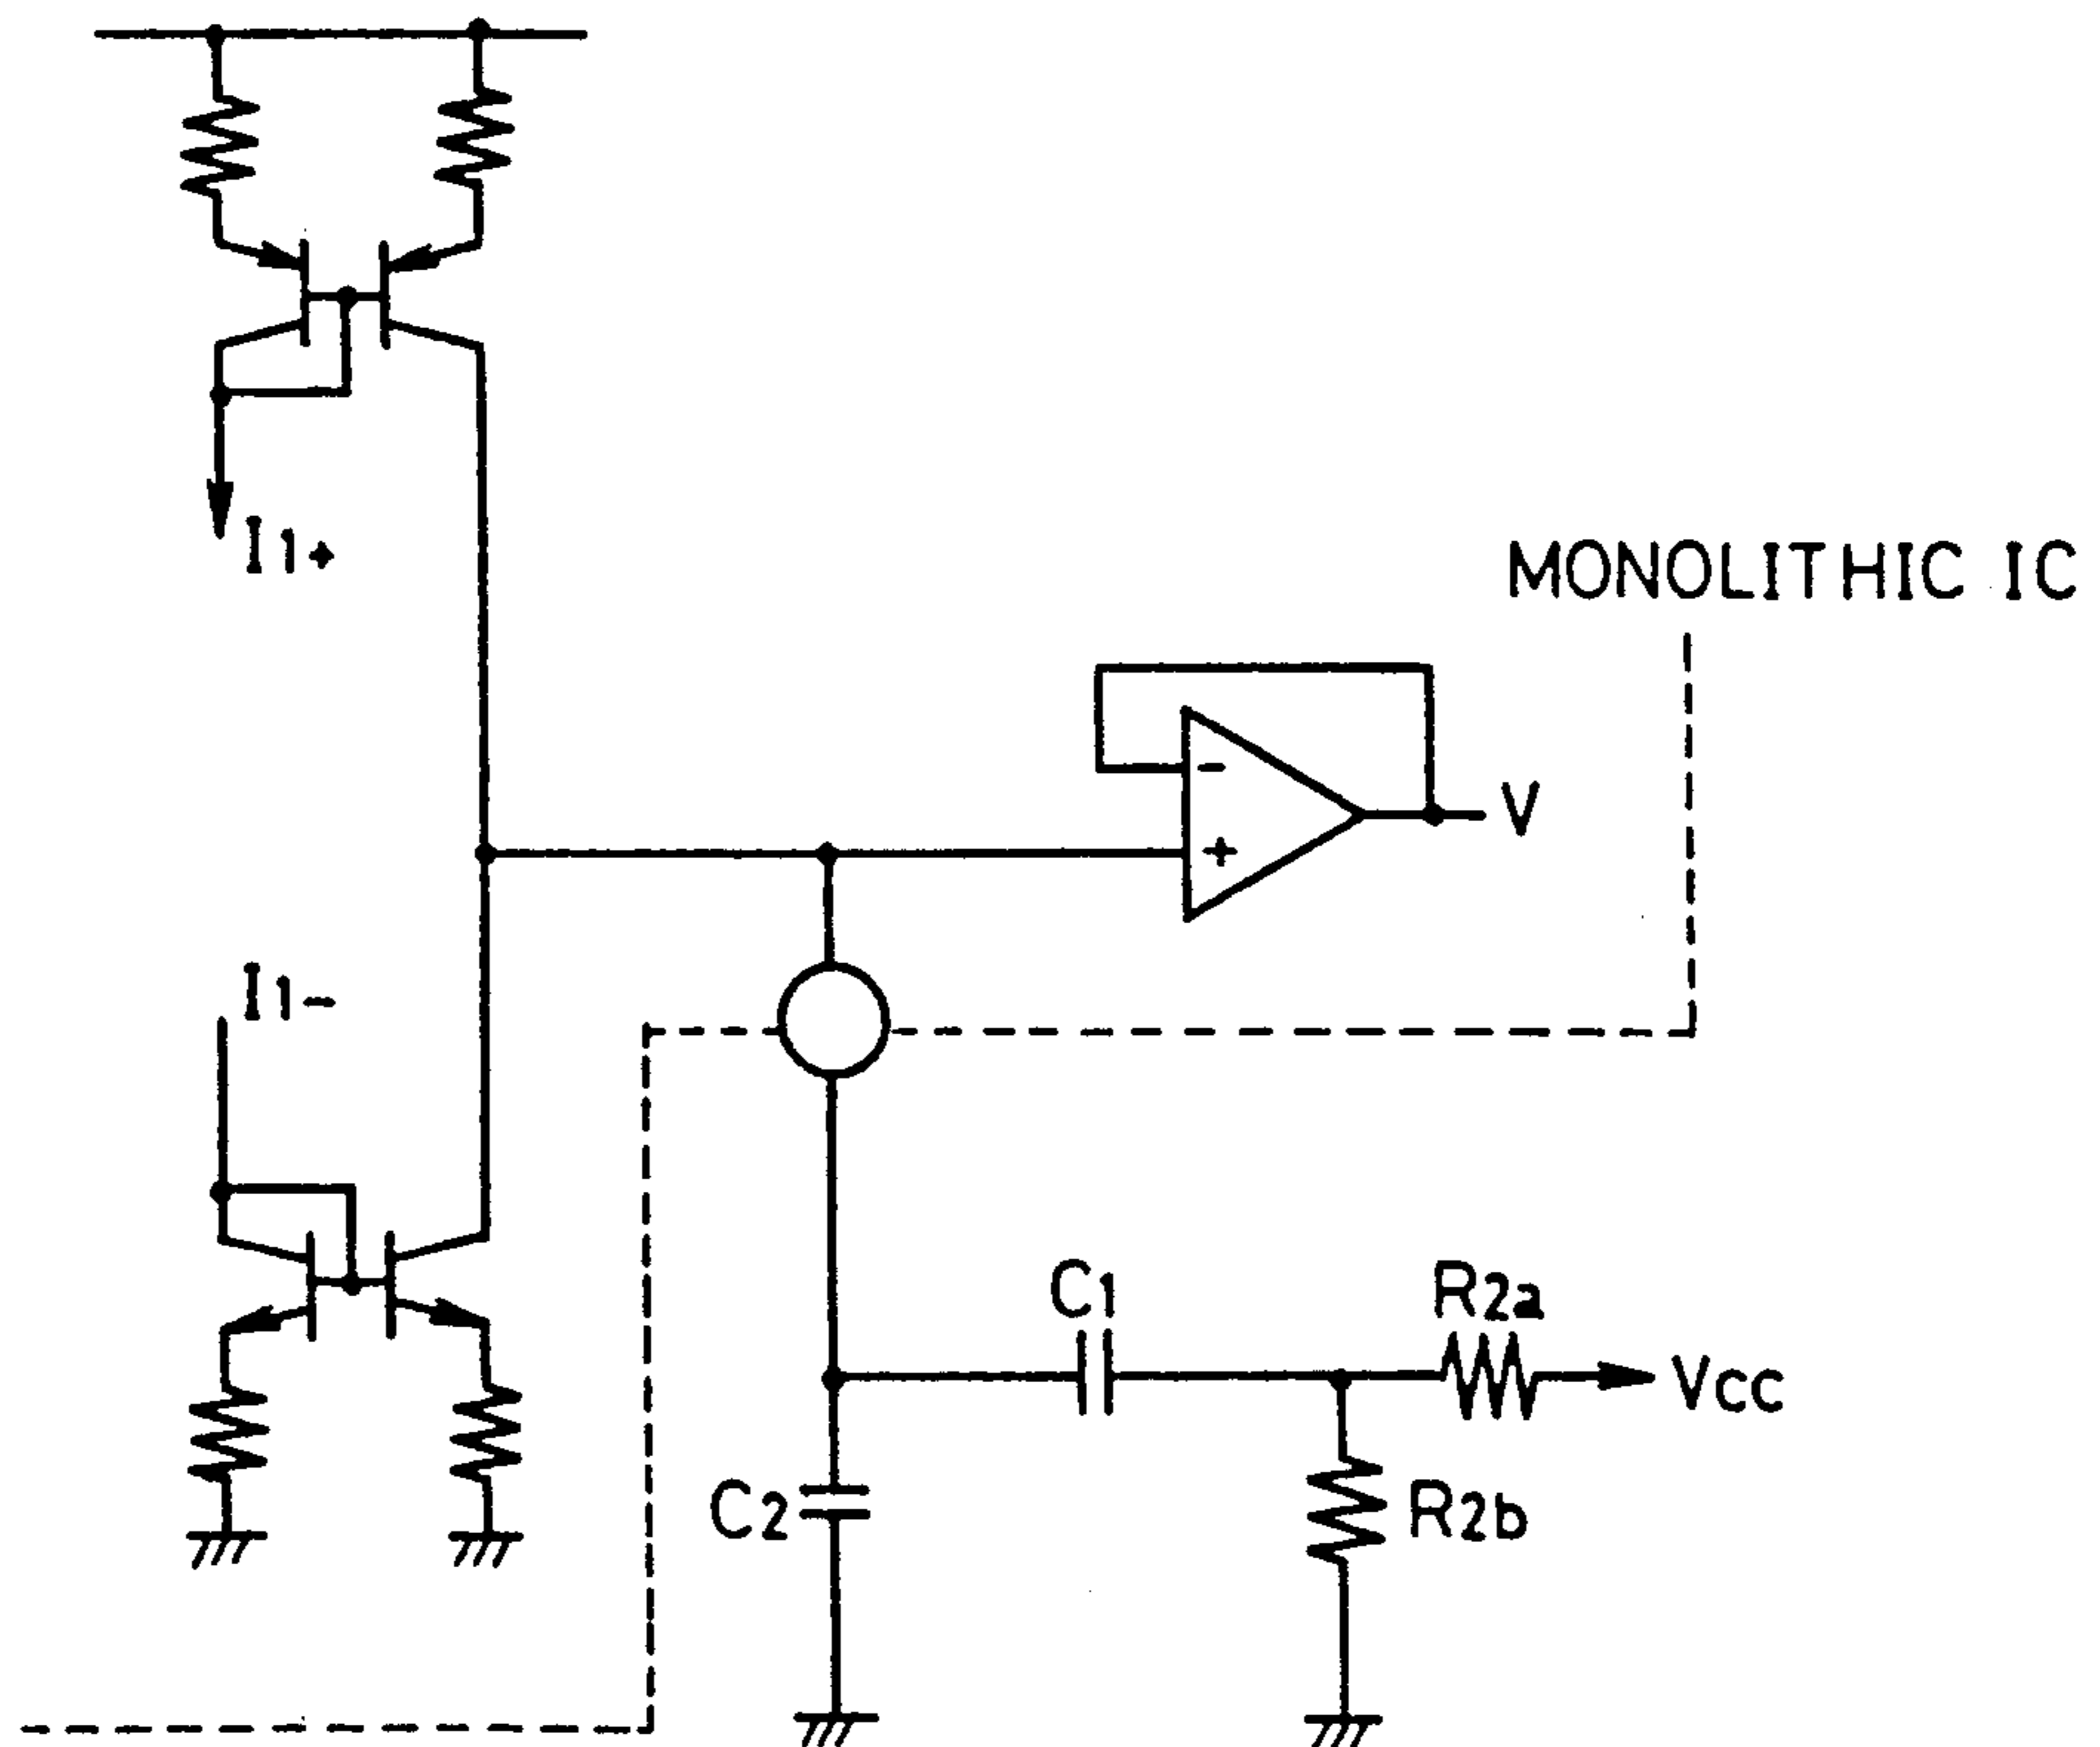 I1+
MONOLITHIC IC
-
+
V
I1-
C1
R2a
VCC
C2
R2b